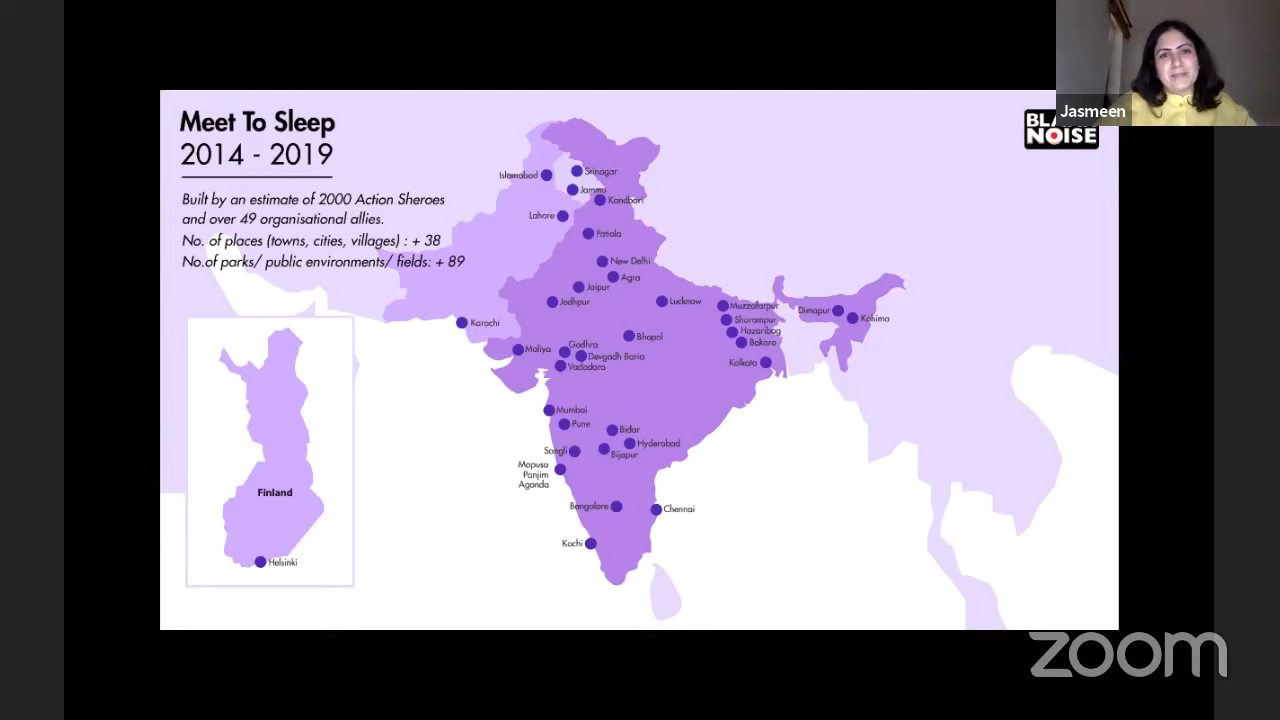 Jasmeen
Meet To Sleep
2014 - 2019
BLA
NOISE
Built by an estimate of 2000 Action Sheroes
and over 49 organisational allies.
No. of places (towns, cities, villages) : + 38
No.of parks/ public environments/ fields: + 89
Islamabad
Srinagar
Jammu
Kandbari
Lahore
Patiala
New Delhi
Agra
Jaipur
Jodhpur
Lucknow
Muzzafarpur
Dimapur
Kohima
Karachi
Sharampur
Hazaribag
Bokaro
Bhopal
Maliya
Godhra
Devgadh Baria
Vadodara
Kolkata
Mumbai
Pune
Bidar
Hyderabad
Sangli
Bijapur
Mapusa
Panjim
Agonda
Finland
Bangalore
Chennai
Kochi
Helsinki
zoom